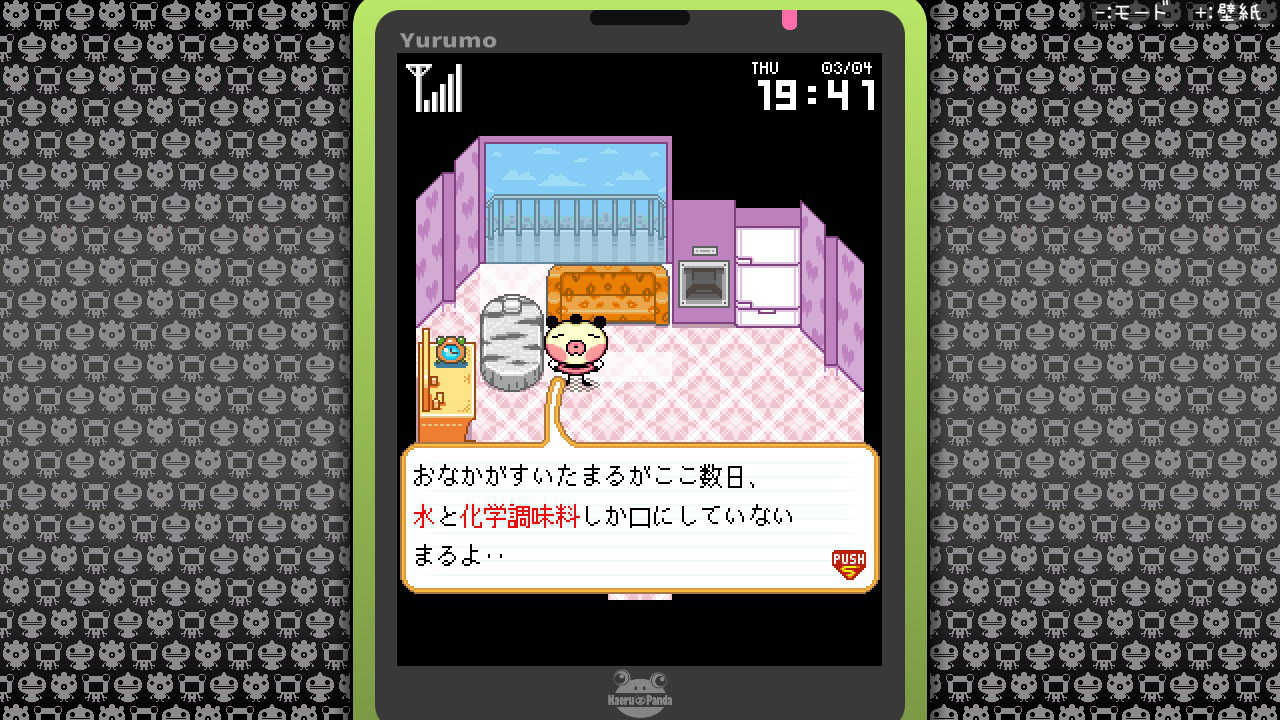 -:モード +:壁紙
Yurumo
THU 03/04
19:41
おなかがすいたまるがここ数日、
水と化学調味料しか口にしていない
まるよ‥
PUSH
Kaeru Panda